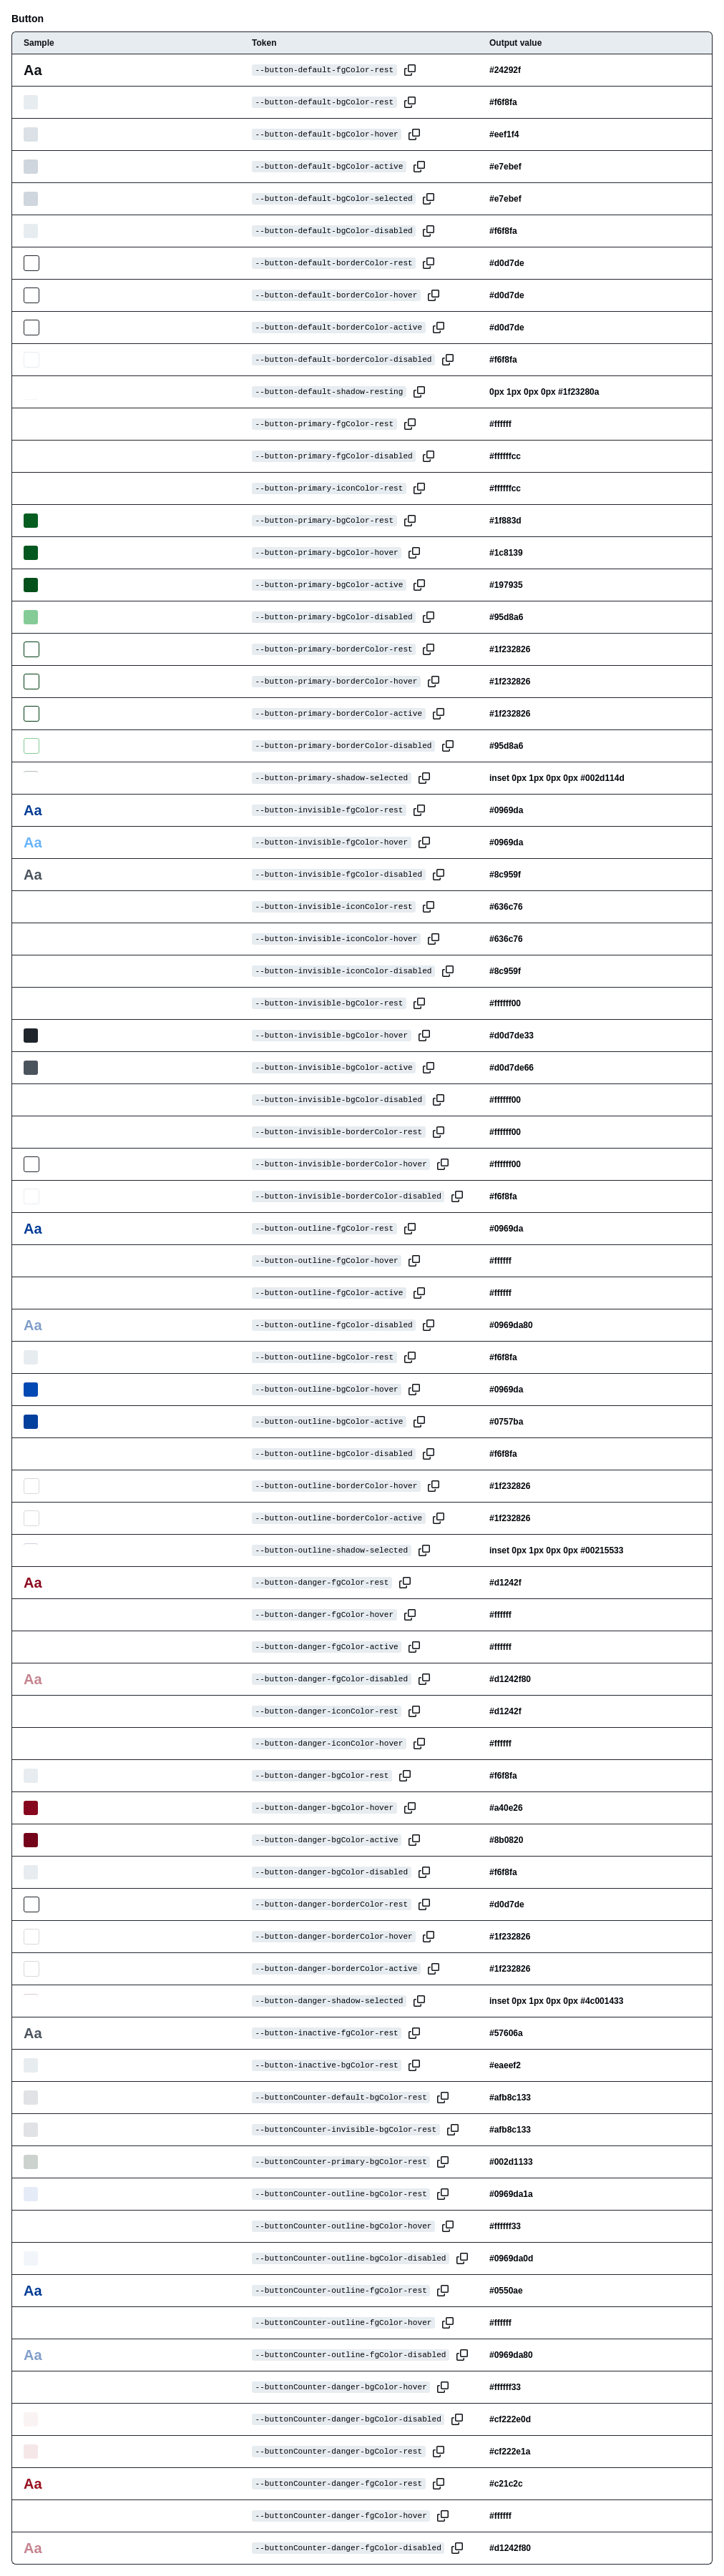 Button
Sample Token Output value
Aa --button-default-fgColor-rest #24292f
--button-default-bgColor-rest #f6f8fa
--button-default-bgColor-hover #eef1f4
--button-default-bgColor-active #e7ebef
--button-default-bgColor-selected #e7ebef
--button-default-bgColor-disabled #f6f8fa
--button-default-borderColor-rest #d0d7de
--button-default-borderColor-hover #d0d7de
--button-default-borderColor-active #d0d7de
--button-default-borderColor-disabled #f6f8fa
--button-default-shadow-resting 0px 1px 0px 0px #1f23280a
--button-primary-fgColor-rest #ffffff
--button-primary-fgColor-disabled #ffffffcc
--button-primary-iconColor-rest #ffffffcc
--button-primary-bgColor-rest #1f883d
--button-primary-bgColor-hover #1c8139
--button-primary-bgColor-active #197935
--button-primary-bgColor-disabled #95d8a6
--button-primary-borderColor-rest #1f232826
--button-primary-borderColor-hover #1f232826
--button-primary-borderColor-active #1f232826
--button-primary-borderColor-disabled #95d8a6
--button-primary-shadow-selected inset 0px 1px 0px 0px #002d114d
Aa --button-invisible-fgColor-rest #0969da
Aa --button-invisible-fgColor-hover #0969da
Aa --button-invisible-fgColor-disabled #8c959f
--button-invisible-iconColor-rest #636c76
--button-invisible-iconColor-hover #636c76
--button-invisible-iconColor-disabled #8c959f
--button-invisible-bgColor-rest #ffffff00
--button-invisible-bgColor-hover #d0d7de33
--button-invisible-bgColor-active #d0d7de66
--button-invisible-bgColor-disabled #ffffff00
--button-invisible-borderColor-rest #ffffff00
--button-invisible-borderColor-hover #ffffff00
--button-invisible-borderColor-disabled #f6f8fa
Aa --button-outline-fgColor-rest #0969da
--button-outline-fgColor-hover #ffffff
--button-outline-fgColor-active #ffffff
Aa --button-outline-fgColor-disabled #0969da80
--button-outline-bgColor-rest #f6f8fa
--button-outline-bgColor-hover #0969da
--button-outline-bgColor-active #0757ba
--button-outline-bgColor-disabled #f6f8fa
--button-outline-borderColor-hover #1f232826
--button-outline-borderColor-active #1f232826
--button-outline-shadow-selected inset 0px 1px 0px 0px #00215533
Aa --button-danger-fgColor-rest #d1242f
--button-danger-fgColor-hover #ffffff
--button-danger-fgColor-active #ffffff
Aa --button-danger-fgColor-disabled #d1242f80
--button-danger-iconColor-rest #d1242f
--button-danger-iconColor-hover #ffffff
--button-danger-bgColor-rest #f6f8fa
--button-danger-bgColor-hover #a40e26
--button-danger-bgColor-active #8b0820
--button-danger-bgColor-disabled #f6f8fa
--button-danger-borderColor-rest #d0d7de
--button-danger-borderColor-hover #1f232826
--button-danger-borderColor-active #1f232826
--button-danger-shadow-selected inset 0px 1px 0px 0px #4c001433
Aa --button-inactive-fgColor-rest #57606a
--button-inactive-bgColor-rest #eaeef2
--buttonCounter-default-bgColor-rest #afb8c133
--buttonCounter-invisible-bgColor-rest #afb8c133
--buttonCounter-primary-bgColor-rest #002d1133
--buttonCounter-outline-bgColor-rest #0969da1a
--buttonCounter-outline-bgColor-hover #ffffff33
--buttonCounter-outline-bgColor-disabled #0969da0d
Aa --buttonCounter-outline-fgColor-rest #0550ae
--buttonCounter-outline-fgColor-hover #ffffff
Aa --buttonCounter-outline-fgColor-disabled #0969da80
--buttonCounter-danger-bgColor-hover #ffffff33
--buttonCounter-danger-bgColor-disabled #cf222e0d
--buttonCounter-danger-bgColor-rest #cf222e1a
Aa --buttonCounter-danger-fgColor-rest #c21c2c
--buttonCounter-danger-fgColor-hover #ffffff
Aa --buttonCounter-danger-fgColor-disabled #d1242f80